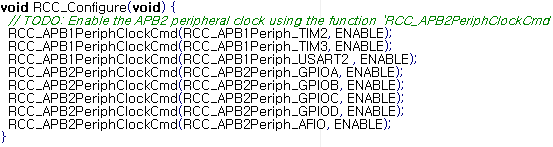 void RCC_Configure(void) {
// TODO: Enable the APB2 peripheral clock using the function 'RCC_APB2PeriphClockCmd
RCC_APB1PeriphClockCmd(RCC_APB1Periph_TIM2, ENABLE);
RCC_APB1PeriphClockCmd(RCC_APB1Periph_TIM3, ENABLE);
RCC_APB1PeriphClockCmd(RCC_APB1Periph_USART2 , ENABLE);
RCC_APB2PeriphClockCmd(RCC_APB2Periph_GPIOA, ENABLE);
RCC_APB2PeriphClockCmd(RCC_APB2Periph_GPIOB, ENABLE);
RCC_APB2PeriphClockCmd(RCC_APB2Periph_GPIOC, ENABLE);
RCC_APB2PeriphClockCmd(RCC_APB2Periph_GPIOD, ENABLE);
RCC_APB2PeriphClockCmd(RCC_APB2Periph_AFIO, ENABLE);
}